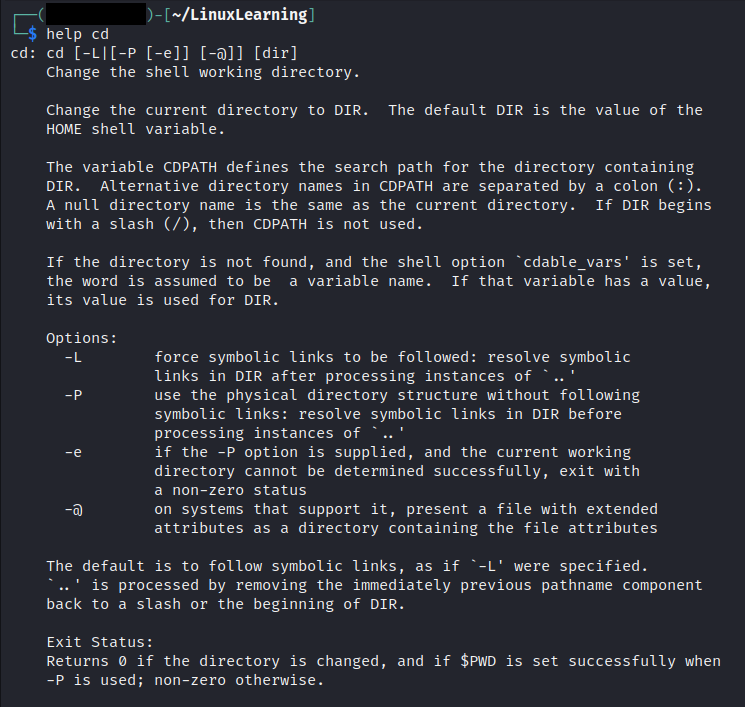 ┌──(          )-[~/LinuxLearning]
└─$ help cd
cd: cd [-L|[-P [-e]] [-@]] [dir]
    Change the shell working directory.

    Change the current directory to DIR.  The default DIR is the value of the
    HOME shell variable.

    The variable CDPATH defines the search path for the directory containing
    DIR.  Alternative directory names in CDPATH are separated by a colon (:).
    A null directory name is the same as the current directory.  If DIR begins
    with a slash (/), then CDPATH is not used.

    If the directory is not found, and the shell option `cdable_vars' is set,
    the word is assumed to be  a variable name.  If that variable has a value,
    its value is used for DIR.

    Options:
      -L        force symbolic links to be followed: resolve symbolic
                links in DIR after processing instances of `..'
      -P        use the physical directory structure without following
                symbolic links: resolve symbolic links in DIR before
                processing instances of `..'
      -e        if the -P option is supplied, and the current working
                directory cannot be determined successfully, exit with
                a non-zero status
      -@        on systems that support it, present a file with extended
                attributes as a directory containing the file attributes

    The default is to follow symbolic links, as if `-L' were specified.
    `..' is processed by removing the immediately previous pathname component
    back to a slash or the beginning of DIR.

    Exit Status:
    Returns 0 if the directory is changed, and if $PWD is set successfully when
    -P is used; non-zero otherwise.